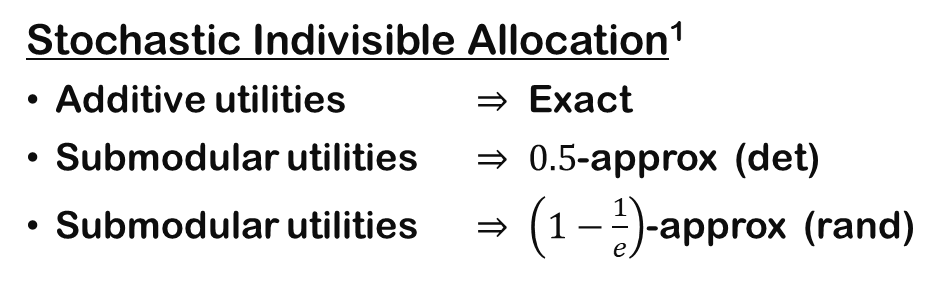 Stochastic Indivisible Allocation¹
• Additive utilities ⇒ Exact
• Submodular utilities ⇒ 0.5-approx (det)
• Submodular utilities ⇒ (1 − 1/e)-approx (rand)